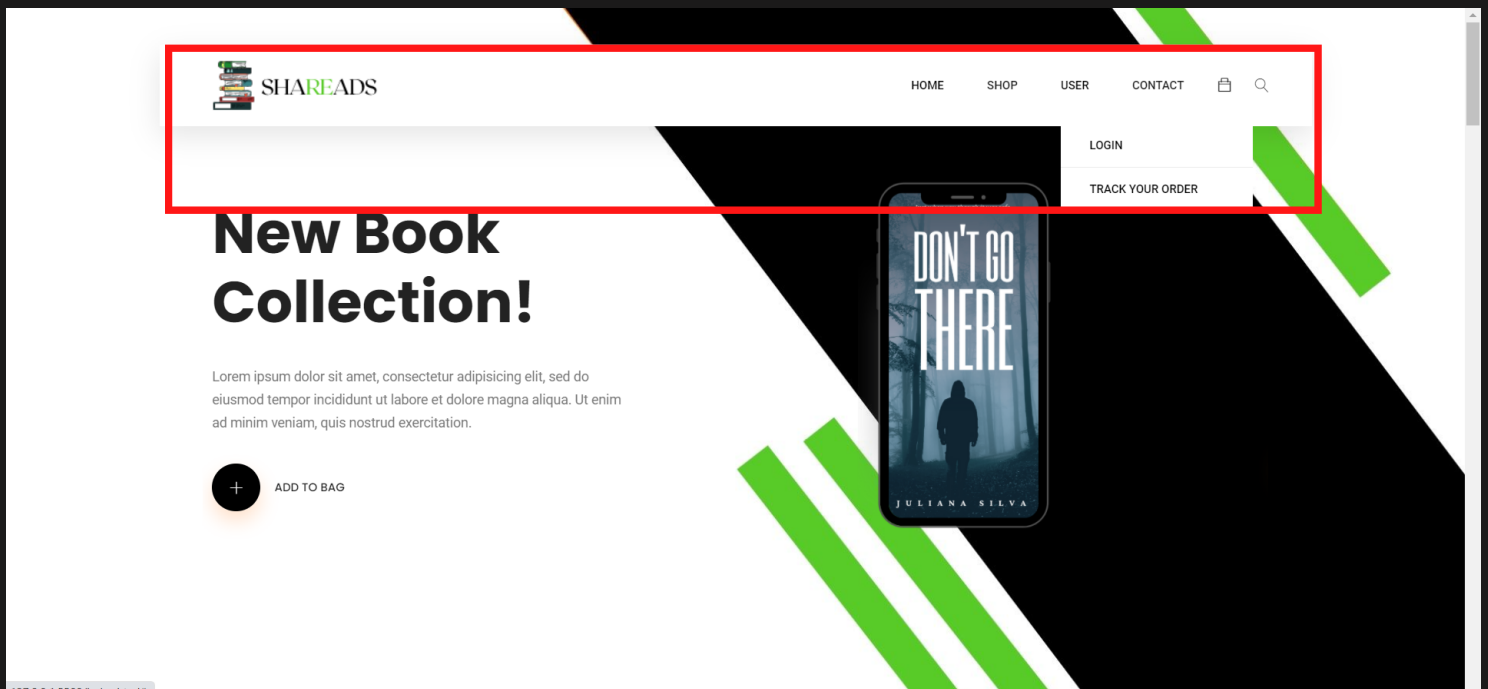 SHAREADS
HOME SHOP USER CONTACT
LOGIN
TRACK YOUR ORDER
New Book
Collection!
Lorem ipsum dolor sit amet, consectetur adipisicing elit, sed do
eiusmod tempor incididunt ut labore et dolore magna aliqua. Ut enim
ad minim veniam, quis nostrud exercitation.
ADD TO BAG
DON'T GO
THERE
JULIANA SILVA